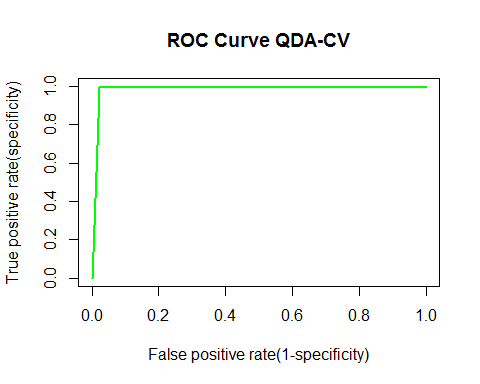 ROC Curve QDA-CV
True positive rate(specificity)
1.0
0.8
0.6
0.4
0.2
0.0
0.0 0.2 0.4 0.6 0.8 1.0
False positive rate(1-specificity)